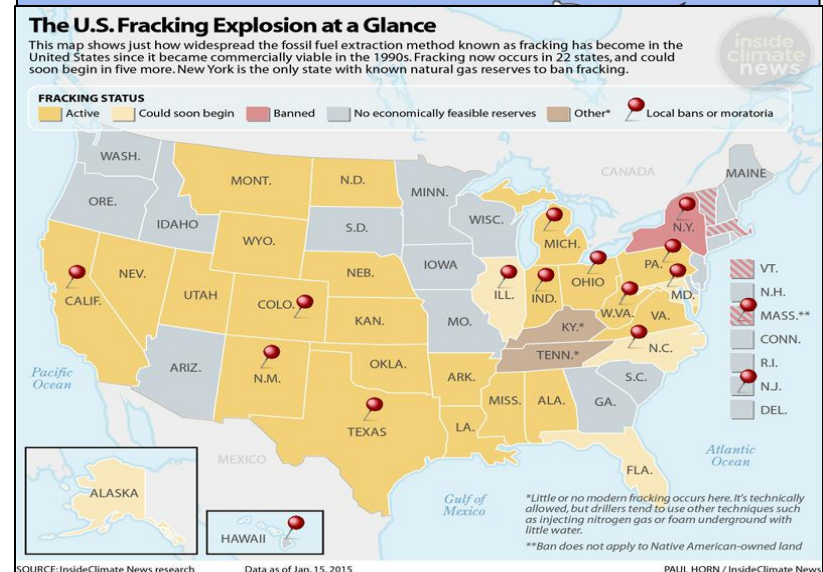 The U.S. Fracking Explosion at a Glance
This map shows just how widespread the fossil fuel extraction method known as fracking has become in the
United States since it became commercially viable in the 1990s. Fracking now occurs in 22 states, and could
soon begin in five more. New York is the only state with known natural gas reserves to ban fracking.
inside
climate
news
FRACKING STATUS
Active
Could soon begin
Banned
No economically feasible reserves
Other*
Local bans or moratoria
CANADA
WASH.
MONT.
N.D.
MINN.
MAINE
ORE.
IDAHO
S.D.
WISC.
N.Y.
WYO.
MICH.
NEV.
UTAH
NEB.
IOWA
PA.
CALIF.
COLO.
ILL.
IND.
OHIO
MD.
KAN.
MO.
W.VA.
VA.
KY.*
ARIZ.
N.M.
OKLA.
ARK.
TENN.*
N.C.
S.C.
TEXAS
LA.
MISS.
ALA.
GA.
FLA.
VT.
N.H.
MASS.**
CONN.
R.I.
N.J.
DEL.
Pacific
Ocean
Atlantic
Ocean
MEXICO
Gulf of
Mexico
ALASKA
HAWAII
*Little or no modern fracking occurs here. It's technically
allowed, but drillers tend to use other techniques such
as injecting nitrogen gas or foam underground with
little water.
**Ban does not apply to Native American-owned land
SOURCE: InsideClimate News research
Data as of Jan. 15, 2015
PAUL HORN / InsideClimate News